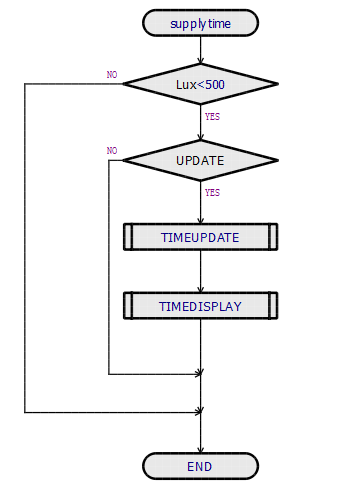 supplytime
NO
Lux<500
YES
NO
UPDATE
YES
TIMEUPDATE
TIMEDISPLAY
END